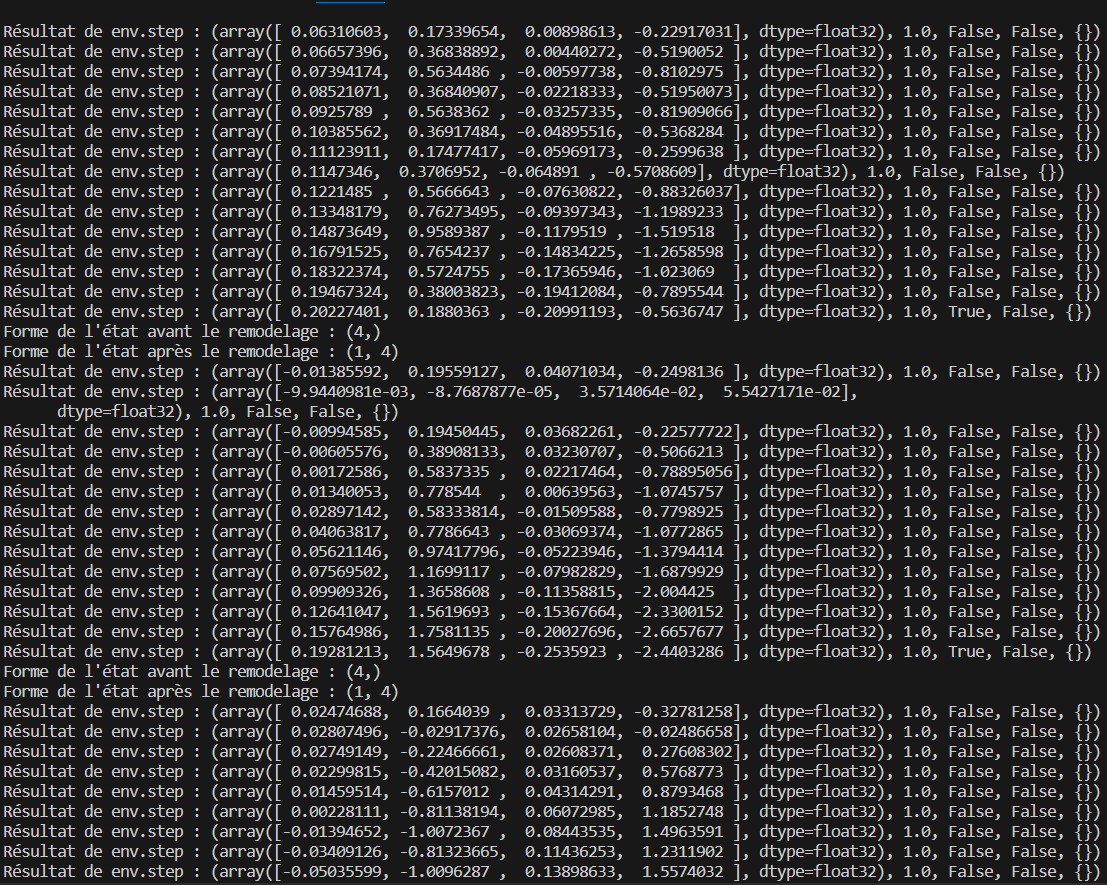 Résultat de env.step : (array([ 0.06310603,  0.17339654,  0.00898613, -0.22917031], dtype=float32), 1.0, False, False, {})
Résultat de env.step : (array([ 0.06657396,  0.36838892,  0.00440272, -0.5190052 ], dtype=float32), 1.0, False, False, {})
Résultat de env.step : (array([ 0.07394174,  0.5634486 , -0.00597738, -0.8102975 ], dtype=float32), 1.0, False, False, {})
Résultat de env.step : (array([ 0.08521071,  0.36840907, -0.02218333, -0.51950073], dtype=float32), 1.0, False, False, {})
Résultat de env.step : (array([ 0.0925789 ,  0.5638362 , -0.03257335, -0.81909066], dtype=float32), 1.0, False, False, {})
Résultat de env.step : (array([ 0.10385562,  0.36917484, -0.04895516, -0.5368284 ], dtype=float32), 1.0, False, False, {})
Résultat de env.step : (array([ 0.11123911,  0.17477417, -0.05969173, -0.2599638 ], dtype=float32), 1.0, False, False, {})
Résultat de env.step : (array([ 0.1147346,  0.3706952, -0.064891 , -0.5708609], dtype=float32), 1.0, False, False, {})
Résultat de env.step : (array([ 0.1221485 ,  0.5666643 , -0.07630822, -0.88326037], dtype=float32), 1.0, False, False, {})
Résultat de env.step : (array([ 0.13348179,  0.76273495, -0.09397343, -1.1989233 ], dtype=float32), 1.0, False, False, {})
Résultat de env.step : (array([ 0.14873649,  0.9589387 , -0.1179519 , -1.519518  ], dtype=float32), 1.0, False, False, {})
Résultat de env.step : (array([ 0.16791525,  0.7654237 , -0.14834225, -1.2658598 ], dtype=float32), 1.0, False, False, {})
Résultat de env.step : (array([ 0.18322374,  0.5724755 , -0.17365946, -1.023069  ], dtype=float32), 1.0, False, False, {})
Résultat de env.step : (array([ 0.19467324,  0.38003823, -0.19412084, -0.7895544 ], dtype=float32), 1.0, False, False, {})
Résultat de env.step : (array([ 0.20227401,  0.1880363 , -0.20991193, -0.5636747 ], dtype=float32), 1.0, True, False, {})
Forme de l'état avant le remodelage : (4,)
Forme de l'état après le remodelage : (1, 4)
Résultat de env.step : (array([-0.01385592,  0.19559127,  0.04071034, -0.2498136 ], dtype=float32), 1.0, False, False, {})
Résultat de env.step : (array([-9.9440981e-03, -8.7687877e-05,  3.5714064e-02,  5.5427171e-02],
      dtype=float32), 1.0, False, False, {})
Résultat de env.step : (array([-0.00994585,  0.19450445,  0.03682261, -0.22577722], dtype=float32), 1.0, False, False, {})
Résultat de env.step : (array([-0.00605576,  0.38908133,  0.03230707, -0.5066213 ], dtype=float32), 1.0, False, False, {})
Résultat de env.step : (array([ 0.00172586,  0.5837335 ,  0.02217464, -0.78895056], dtype=float32), 1.0, False, False, {})
Résultat de env.step : (array([ 0.01340053,  0.778544  ,  0.00639563, -1.0745757 ], dtype=float32), 1.0, False, False, {})
Résultat de env.step : (array([ 0.02897142,  0.58333814, -0.01509588, -0.7798925 ], dtype=float32), 1.0, False, False, {})
Résultat de env.step : (array([ 0.04063817,  0.7786643 , -0.03069374, -1.0772865 ], dtype=float32), 1.0, False, False, {})
Résultat de env.step : (array([ 0.05621146,  0.97417796, -0.05223946, -1.3794414 ], dtype=float32), 1.0, False, False, {})
Résultat de env.step : (array([ 0.07569502,  1.1699117 , -0.07982829, -1.6879929 ], dtype=float32), 1.0, False, False, {})
Résultat de env.step : (array([ 0.09909326,  1.3658608 , -0.11358815, -2.004425  ], dtype=float32), 1.0, False, False, {})
Résultat de env.step : (array([ 0.12641047,  1.5619693 , -0.15367664, -2.3300152 ], dtype=float32), 1.0, False, False, {})
Résultat de env.step : (array([ 0.15764986,  1.7581135 , -0.20027696, -2.6657677 ], dtype=float32), 1.0, False, False, {})
Résultat de env.step : (array([ 0.19281213,  1.5649678 , -0.2535923 , -2.4403286 ], dtype=float32), 1.0, True, False, {})
Forme de l'état avant le remodelage : (4,)
Forme de l'état après le remodelage : (1, 4)
Résultat de env.step : (array([ 0.02474688,  0.1664039 ,  0.03313729, -0.32781258], dtype=float32), 1.0, False, False, {})
Résultat de env.step : (array([ 0.02807496, -0.02917376,  0.02658104, -0.02486658], dtype=float32), 1.0, False, False, {})
Résultat de env.step : (array([ 0.02749149, -0.22466661,  0.02608371,  0.27608302], dtype=float32), 1.0, False, False, {})
Résultat de env.step : (array([ 0.02299815, -0.42015082,  0.03160537,  0.5768773 ], dtype=float32), 1.0, False, False, {})
Résultat de env.step : (array([ 0.01459514, -0.6157012 ,  0.04314291,  0.8793468 ], dtype=float32), 1.0, False, False, {})
Résultat de env.step : (array([ 0.00228111, -0.81138194,  0.06072985,  1.1852748 ], dtype=float32), 1.0, False, False, {})
Résultat de env.step : (array([-0.01394652, -1.0072367 ,  0.08443535,  1.4963591 ], dtype=float32), 1.0, False, False, {})
Résultat de env.step : (array([-0.03409126, -0.81323665,  0.11436253,  1.2311902 ], dtype=float32), 1.0, False, False, {})
Résultat de env.step : (array([-0.05035599, -1.0096287 ,  0.13898633,  1.5574032 ], dtype=float32), 1.0, False, False, {})